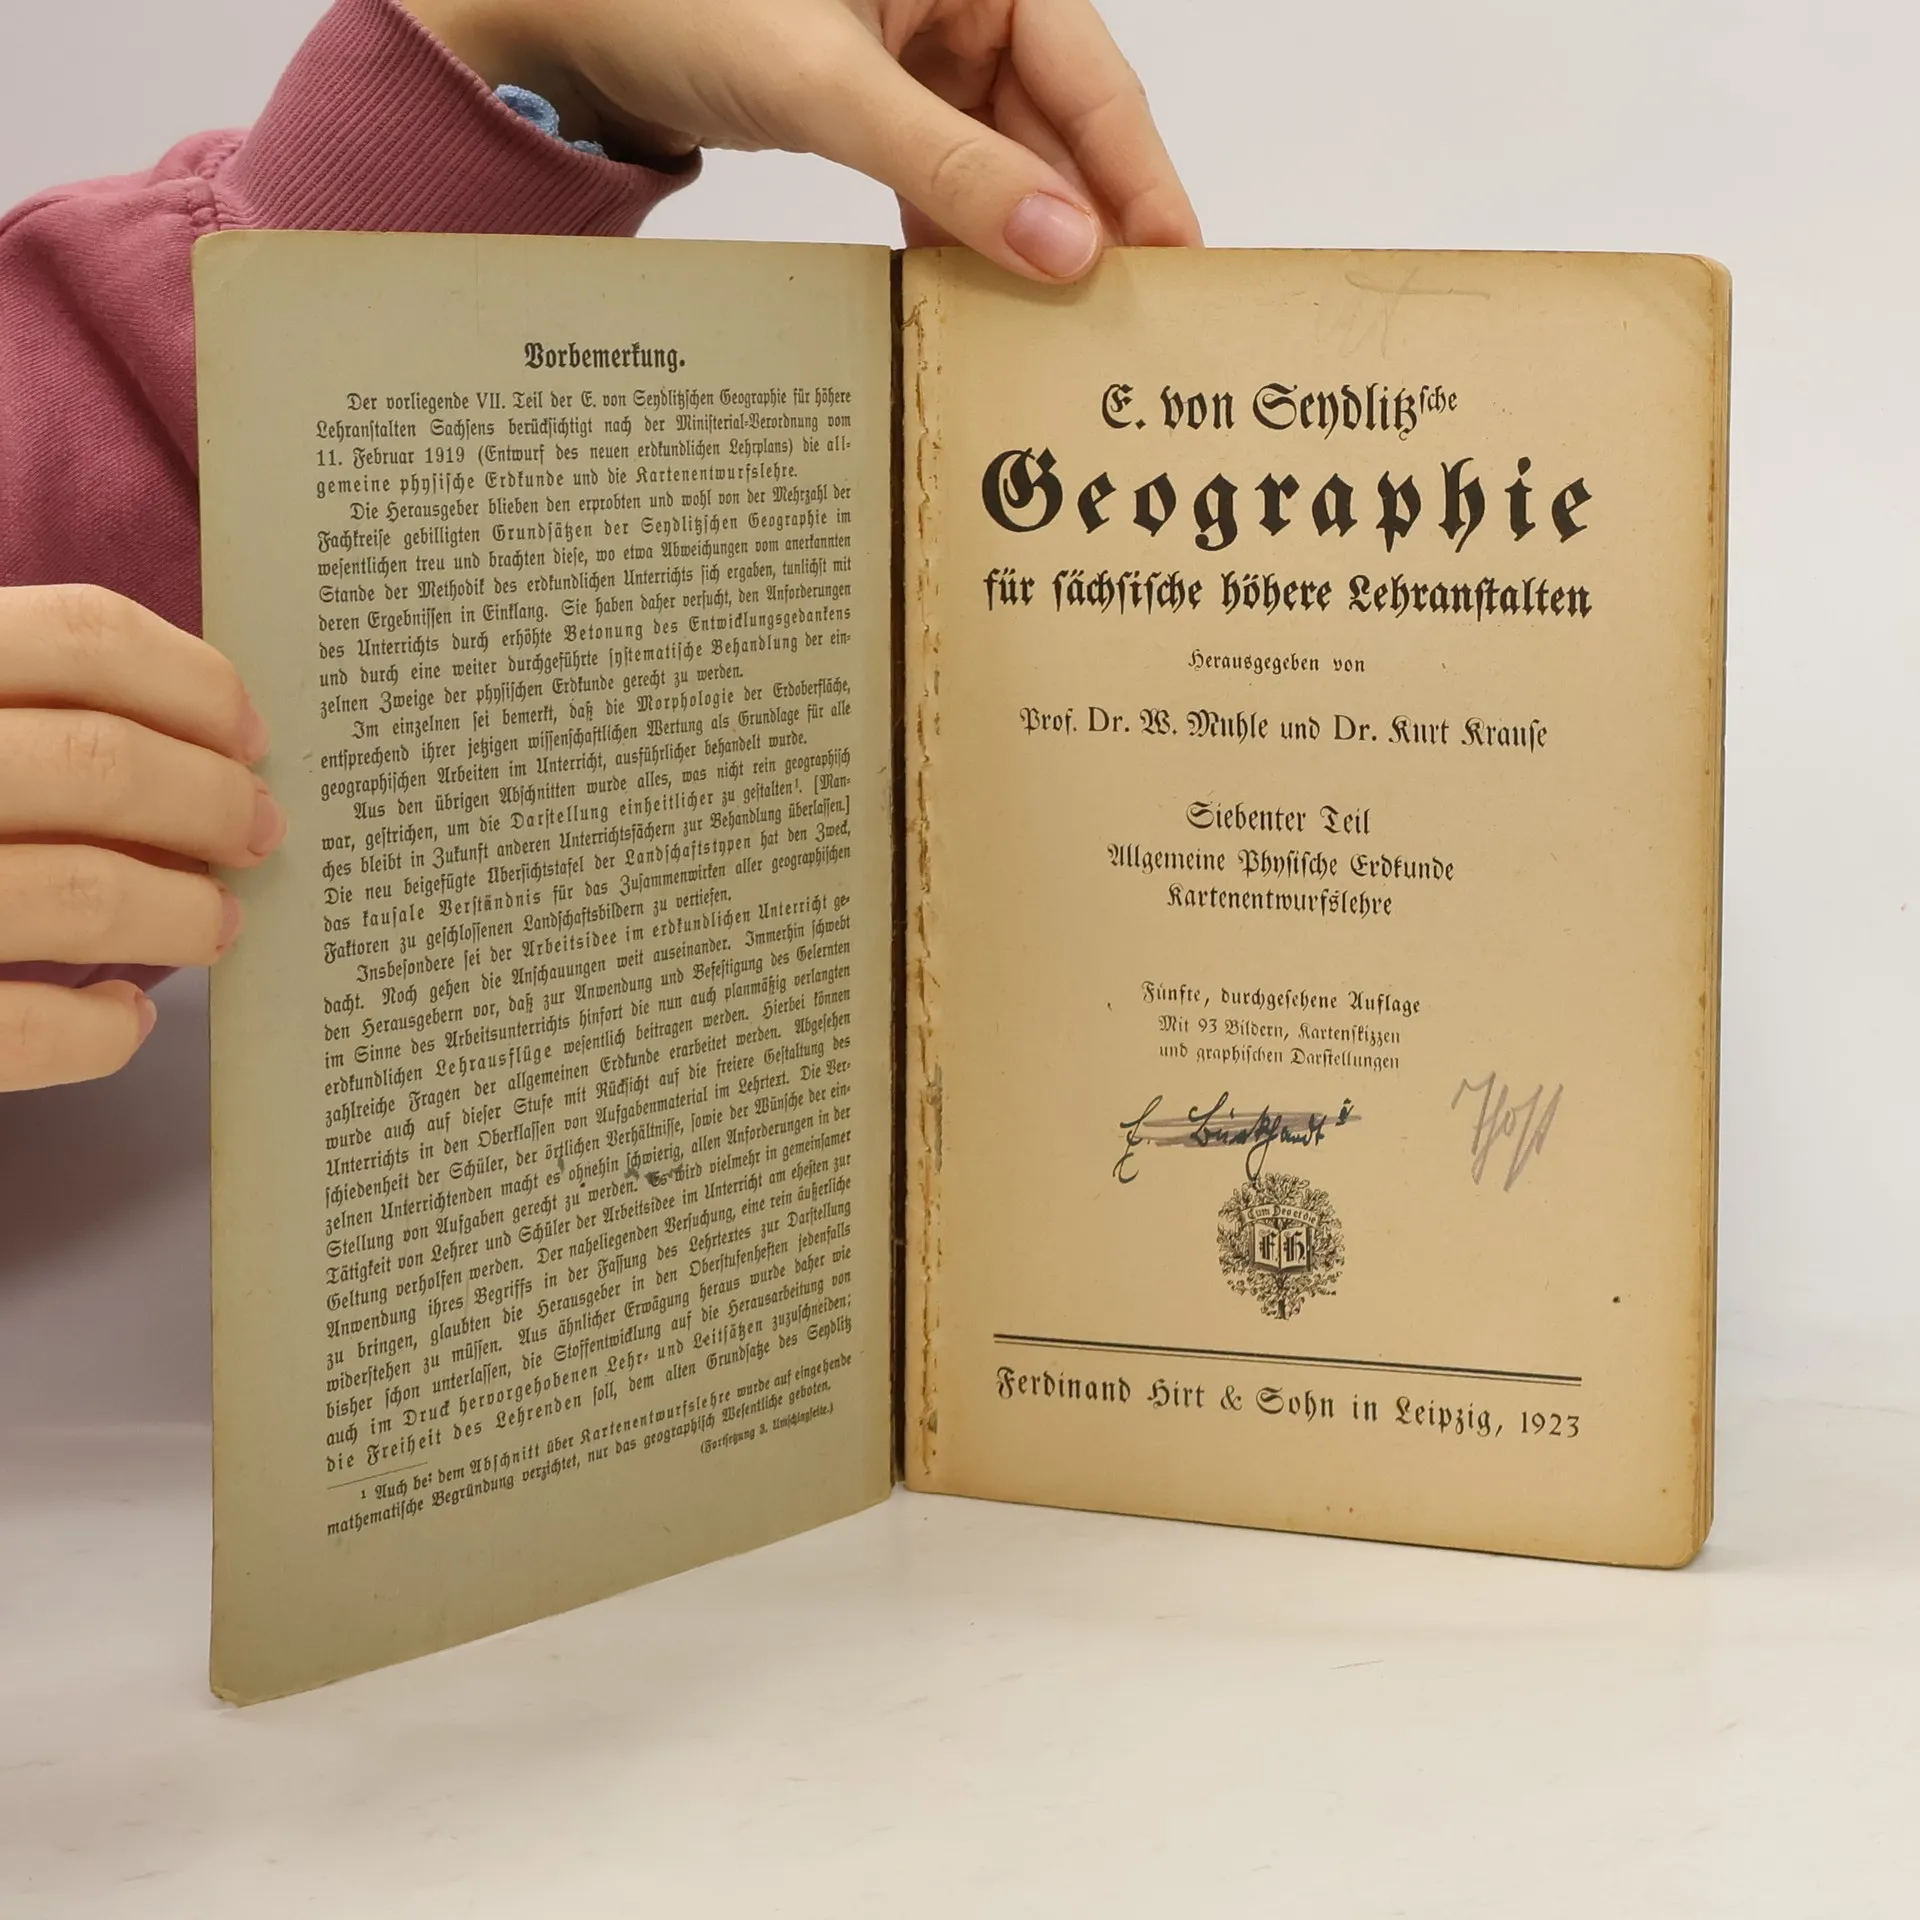 Vorbemerkung.
Der vorliegende VII. Teil der E. von Seydlitzschen Geographie für höhere
Lehranstalten Sachsens berücksichtigt nach der Ministerial-Verordnung vom
11. Februar 1919 (Entwurf des neuen erdkundlichen Lehrplans) die all-
gemeine physische Erdkunde und die Kartenentwurfslehre.
Die Herausgeber blieben den erprobten und wohl von der Mehrzahl der
Fachkreise gebilligten Grundsätzen der Seydlitzschen Geographie im
wesentlichen treu und brachten diese, wo etwa Abweichungen vom anerkannten
Stande der Methodik des erdkundlichen Unterrichts sich ergaben, tunlichst mit
deren Ergebnissen in Einklang. Sie haben daher versucht, den Anforderungen
des Unterrichts durch erhöhte Betonung des Entwicklungsgedankens
und durch eine weiter durchgeführte systematische Behandlung der ein-
zelnen Zweige der physischen Erdkunde gerecht zu werden.
Im einzelnen sei bemerkt, daß die Morphologie der Erdoberfläche,
entsprechend ihrer jetzigen wissenschaftlichen Wertung als Grundlage für alle
geographischen Arbeiten im Unterricht, ausführlicher behandelt wurde.
Aus den übrigen Abschnitten wurde alles, was nicht rein geographisch
war, gestrichen, um die Darstellung einheitlicher zu gestalten¹. [Man-
ches bleibt in Zukunft anderen Unterrichtsfächern zur Behandlung überlassen.]
Die neu beigefügte Übersichtstafel der Landschaftstypen hat den Zweck,
das kausale Verständnis für das Zusammenwirken aller geographischen
Faktoren zu geschlossenen Landschaftsbildern zu vertiefen.
Insbesondere sei der Arbeitsidee im erdkundlichen Unterricht ge-
dacht. Noch gehen die Anschauungen weit auseinander. Immerhin schwebt
den Herausgebern vor, daß zur Anwendung und Befestigung des Gelernten
im Sinne des Arbeitsunterrichts hinfort die nun auch planmäßig verlangten
erdkundlichen Lehrausflüge wesentlich beitragen werden. Hierbei können
zahlreiche Fragen der allgemeinen Erdkunde erarbeitet werden. Abgesehen
wurde auch auf dieser Stufe mit Rücksicht auf die freiere Gestaltung des
Unterrichts in den Oberklassen von Aufgabenmaterial im Lehrtext. Die Ver-
schiedenheit der Schüler, der örtlichen Verhältnisse, sowie der Wünsche der ein-
zelnen Unterrichtenden macht es ohnehin schwierig, allen Anforderungen in der
Stellung von Aufgaben gerecht zu werden. Es wird vielmehr in gemeinsamer
Tätigkeit von Lehrer und Schüler der Arbeitsidee im Unterricht am ehesten zur
Geltung verholfen werden. Der naheliegenden Versuchung, eine rein äußerliche
Anwendung ihres Begriffs in der Fassung des Lehrtextes zur Darstellung
zu bringen, glaubten die Herausgeber in den Oberstufenheften jedenfalls
widerstehen zu müssen. Aus ähnlicher Erwägung heraus wurde daher wie
bisher schon unterlassen, die Stoffentwicklung auf die Herausarbeitung von
auch im Druck hervorgehobenen Lehr- und Leitsätzen zuzuschneiden;
die Freiheit des Lehrenden soll, dem alten Grundsatze des Seydlitz
¹ Auch bei dem Abschnitt über Kartenentwurfslehre wurde auf eingehende
mathematische Begründung verzichtet, nur das geographisch Wesentliche geboten.
(Fortsetzung 3. Umschlagseite.)
E. von Seydlitzsche
Geographie
für sächsische höhere Lehranstalten
Herausgegeben von
Prof. Dr. W. Muhle und Dr. Kurt Krause
Siebenter Teil
Allgemeine Physische Erdkunde
Kartenentwurfslehre
Fünfte, durchgesehene Auflage
Mit 93 Bildern, Kartenskizzen
und graphischen Darstellungen
Cum Deo et die
F. H.
Ferdinand Hirt & Sohn in Leipzig, 1923